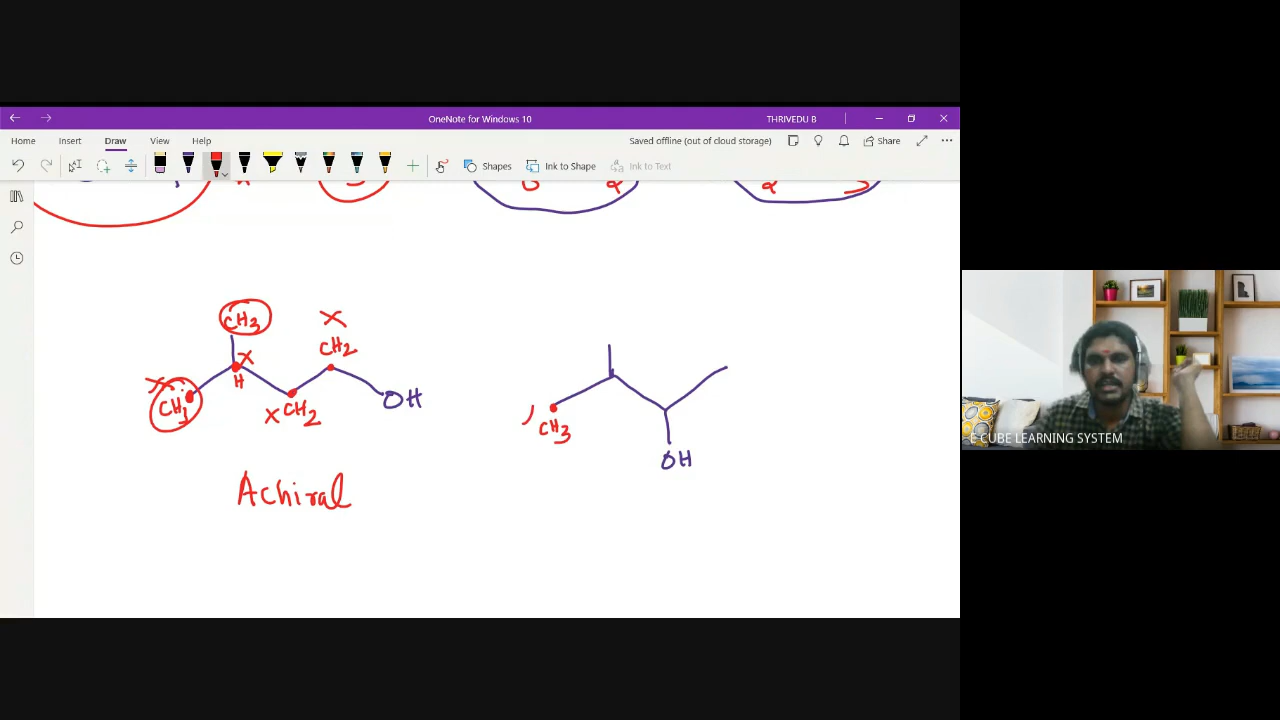 OneNote for Windows 10
THRIVEDU B
Home Insert Draw View Help
Saved offline (out of cloud storage)
Share
Shapes
Ink to Shape
Ink to Text
CH3
X
CH2
X
H
X
CH3
X CH2
OH
CH3
OH
Achiral
E CUBE LEARNING SYSTEM